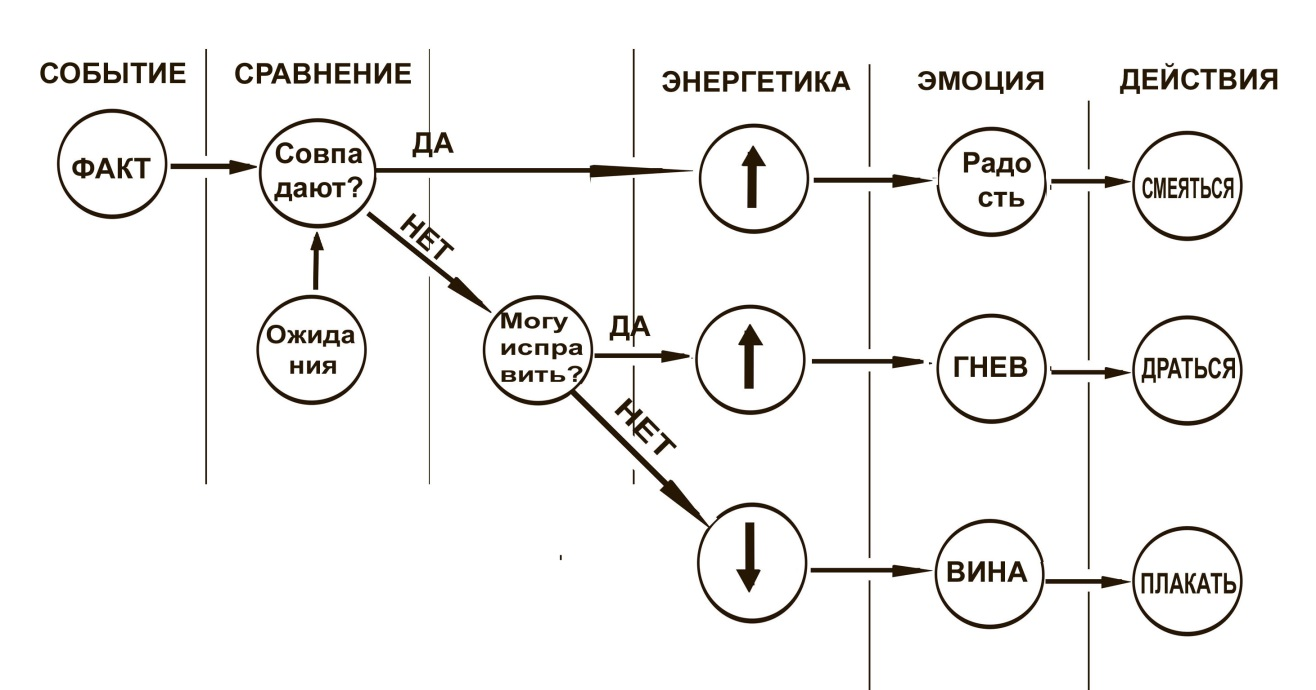 СОБЫТИЕ
СРАВНЕНИЕ
ЭНЕРГЕТИКА
ЭМОЦИЯ
ДЕЙСТВИЯ
ФАКТ
Совпа
дают?
ДА
Радо
сть
СМЕЯТЬСЯ
НЕТ
Ожида
ния
Могу
испра
вить?
ДА
ГНЕВ
ДРАТЬСЯ
НЕТ
ВИНА
ПЛАКАТЬ